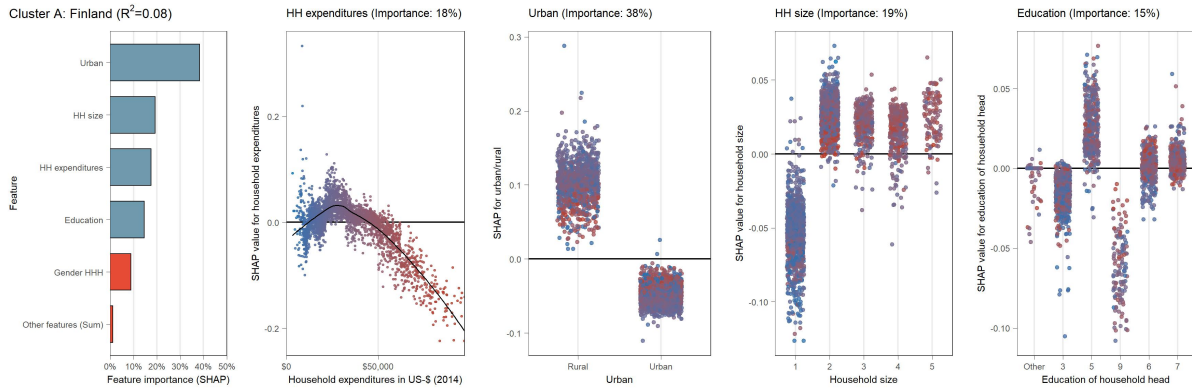 Cluster A: Finland (R²=0.08)
Feature
Urban
HH size
HH expenditures
Education
Gender HHH
Other features (Sum)
0% 10% 20% 30% 40% 50%
Feature importance (SHAP)
HH expenditures (Importance: 18%)
SHAP value for household expenditures
0.2
0.0
-0.2
$0 $50,000
Household expenditures in US-$ (2014)
Urban (Importance: 38%)
SHAP for urban/rural
0.3
0.2
0.1
0.0
-0.1
Rural Urban
Urban
HH size (Importance: 19%)
SHAP value for household size
0.05
0.00
-0.05
-0.10
1 2 3 4 5
Household size
Education (Importance: 15%)
SHAP value for education of household head
0.05
0.00
-0.05
-0.10
Other 3 5 9 6 7
Education of household head